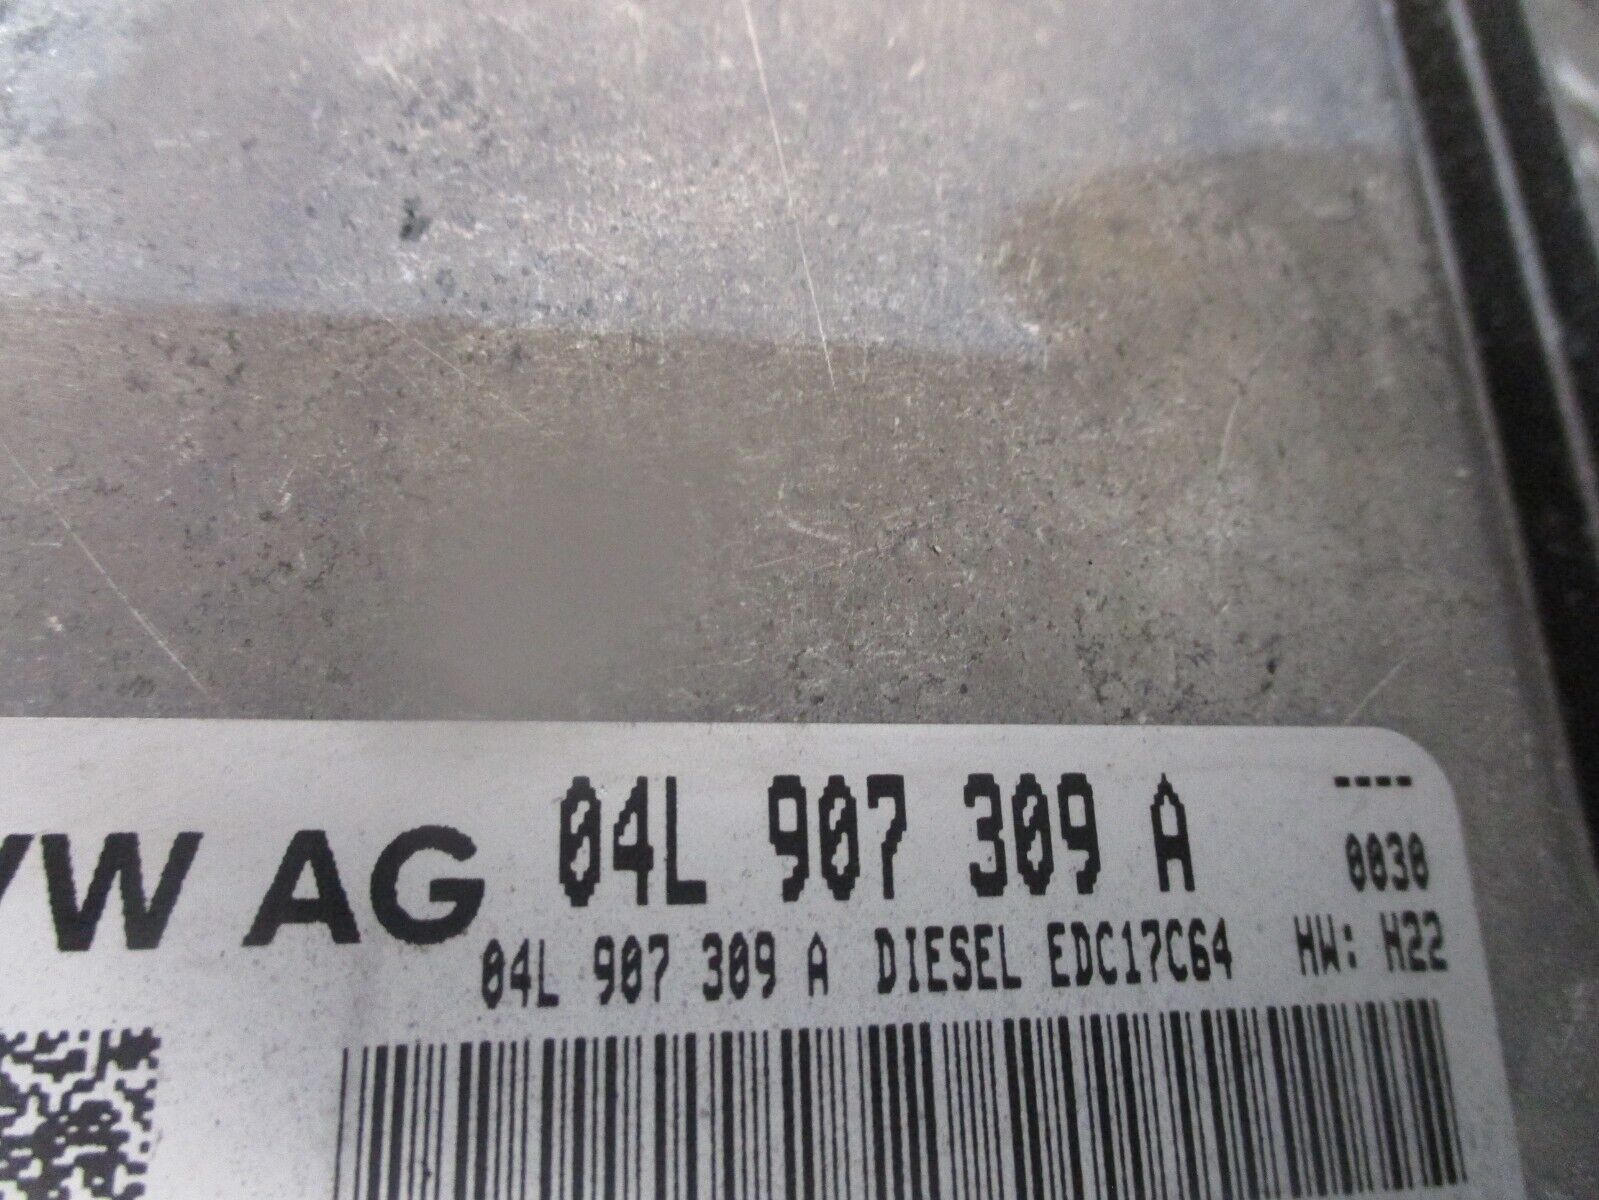 VW AG 04L 907 309 A ----
0030
04L 907 309 A DIESEL EDC17C64 HW: H22